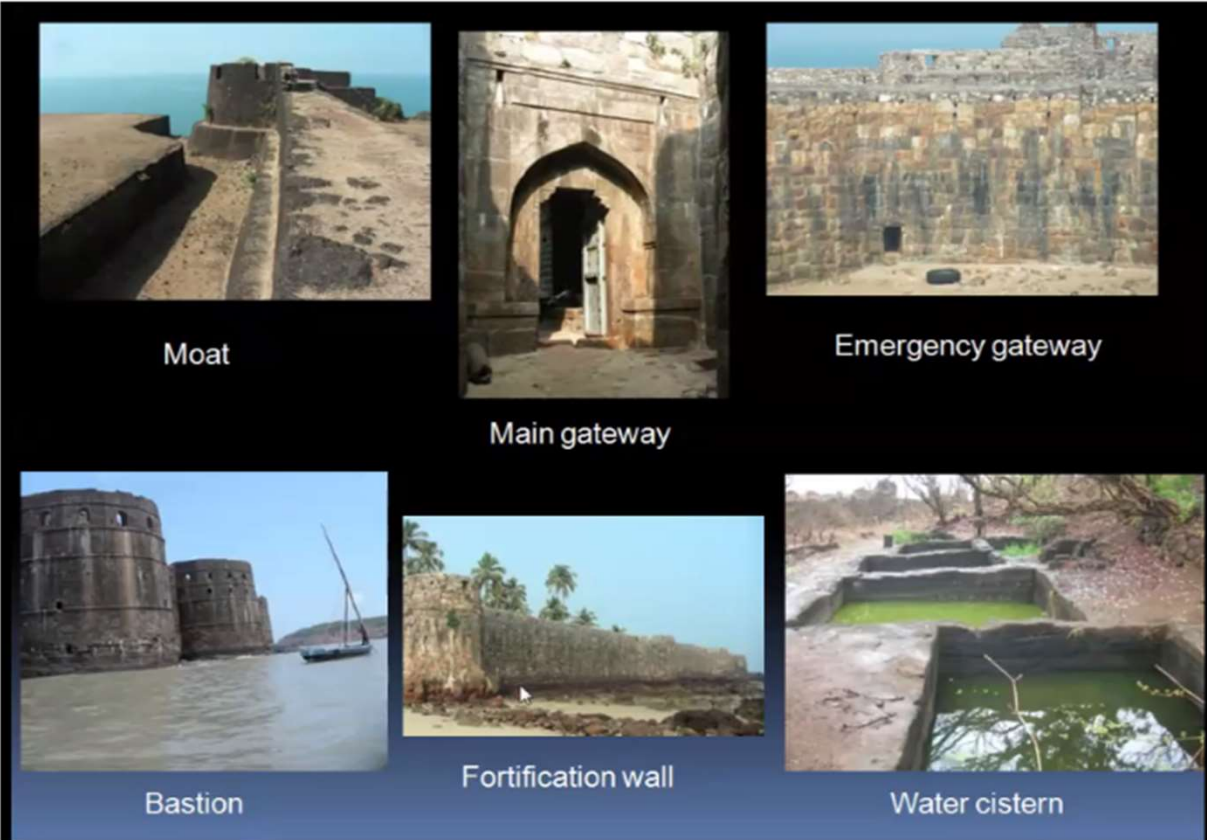 Moat
Main gateway
Emergency gateway
Bastion
Fortification wall
Water cistern